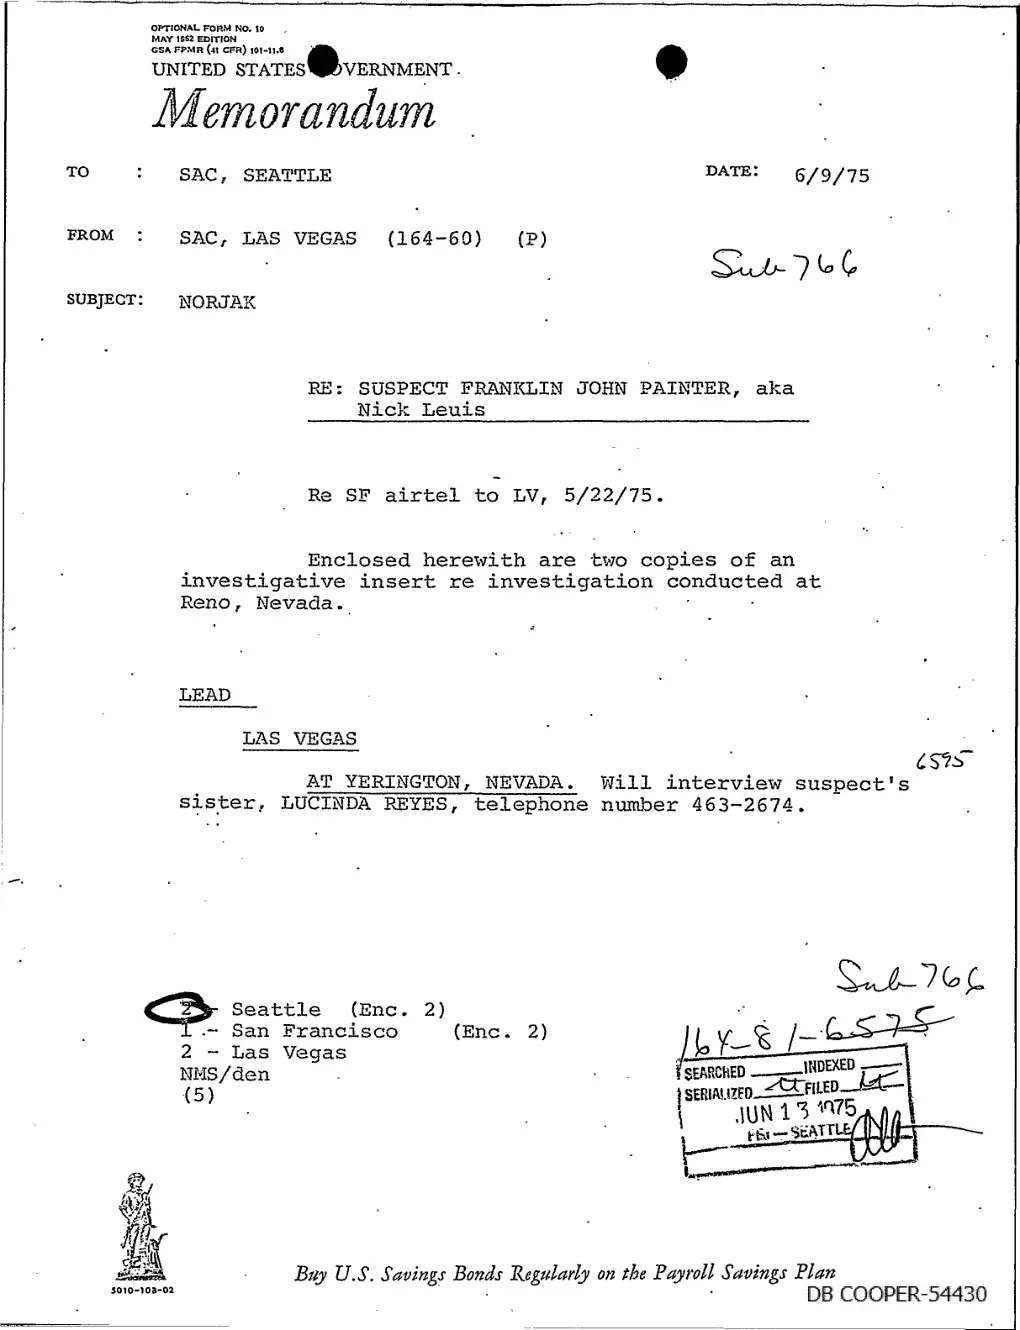 OPTIONAL FORM NO. 10
MAY 1962 EDITION
GSA FPMR (41 CFR) 101-11.6
UNITED STATES VERNMENT
Memorandum
TO : SAC, SEATTLE DATE: 6/9/75
FROM : SAC, LAS VEGAS (164-60) (P)
Sub 766
SUBJECT: NORJAK
RE: SUSPECT FRANKLIN JOHN PAINTER, aka
Nick Leuis
Re SF airtel to LV, 5/22/75.
Enclosed herewith are two copies of an
investigative insert re investigation conducted at
Reno, Nevada.
LEAD
LAS VEGAS
6595
AT YERINGTON, NEVADA. Will interview suspect's
sister, LUCINDA REYES, telephone number 463-2674.
Sub 766
2 - Seattle (Enc. 2)
1 - San Francisco (Enc. 2)
2 - Las Vegas
NMS/den
(5)
164-81-6575
SEARCHED INDEXED
SERIALIZED FILED
JUN 13 1975
FBI - SEATTLE
5010-108-02
Buy U.S. Savings Bonds Regularly on the Payroll Savings Plan
DB COOPER-54430